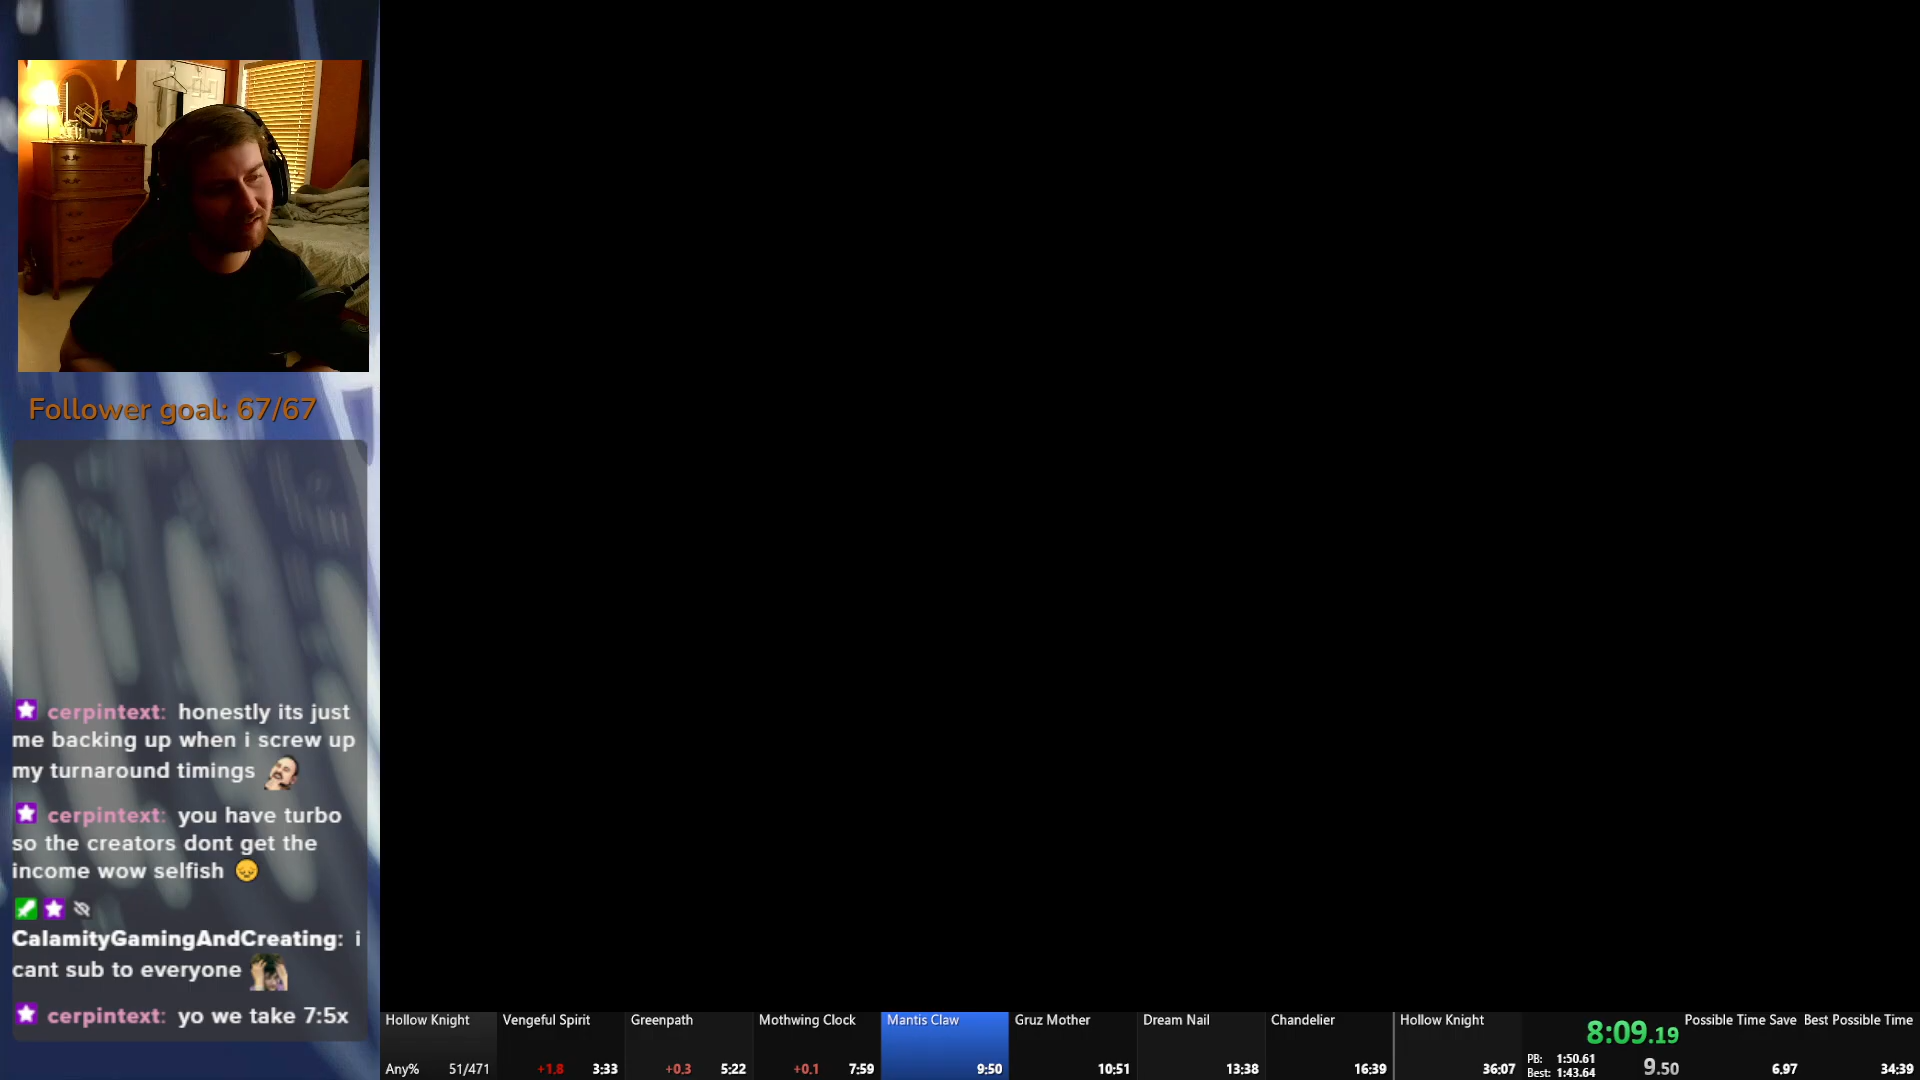 Follower goal: 67/67
cerpintext: honestly its just
me backing up when i screw up
my turnaround timings
cerpintext: you have turbo
so the creators dont get the
income wow selfish
CalamityGamingAndCreating: i
cant sub to everyone
cerpintext: yo we take 7:5x
Hollow Knight
Any% 51/471
Vengeful Spirit
+1.8 3:33
Greenpath
+0.3 5:22
Mothwing Clock
+0.1 7:59
Mantis Claw
9:50
Gruz Mother
10:51
Dream Nail
13:38
Chandelier
16:39
Hollow Knight
36:07
8:09.19
PB: 1:50.61
Best: 1:43.64
9.50
Possible Time Save
6.97
Best Possible Time
34:39